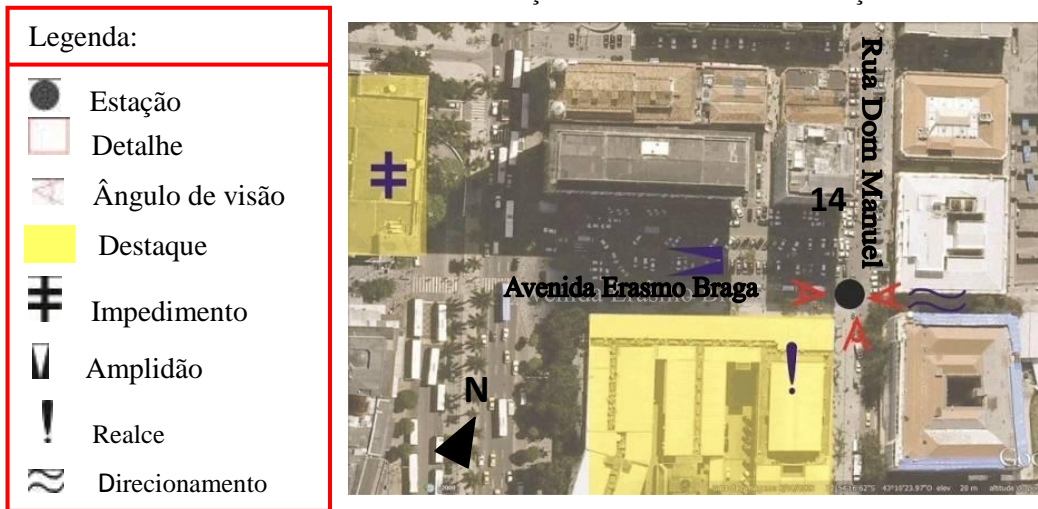 Legenda:
Estação
Detalhe
Ângulo de visão
Destaque
Impedimento
Amplidão
Realce
Direcionamento
Rua Dom Manuel
14
Avenida Erasmo Braga
N